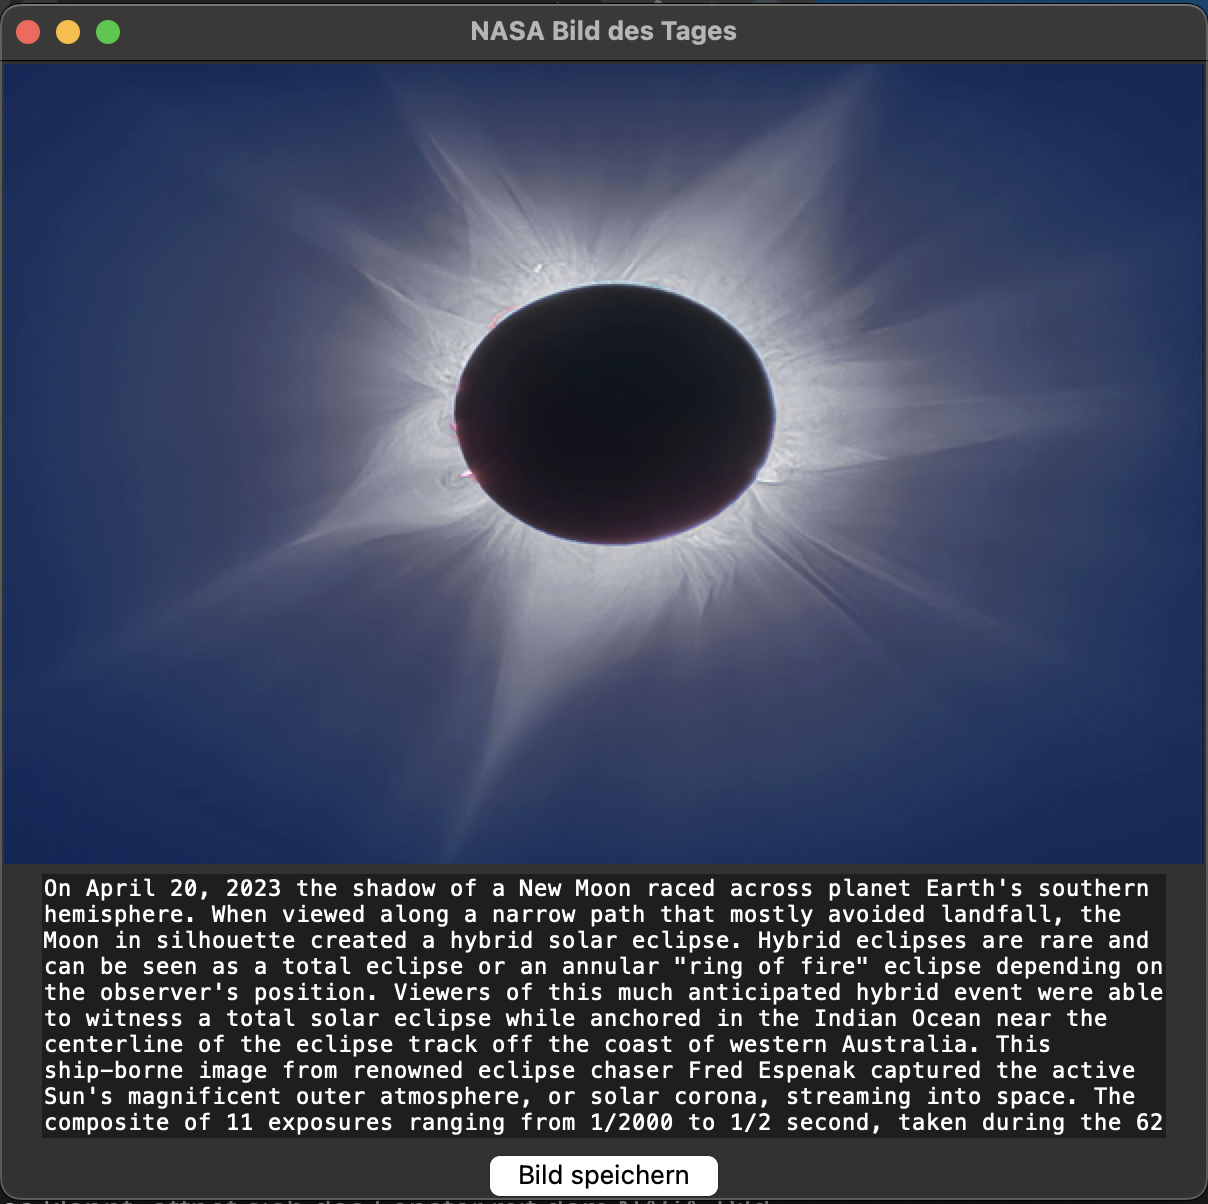 NASA Bild des Tages
On April 20, 2023 the shadow of a New Moon raced across planet Earth's southern
hemisphere. When viewed along a narrow path that mostly avoided landfall, the
Moon in silhouette created a hybrid solar eclipse. Hybrid eclipses are rare and
can be seen as a total eclipse or an annular "ring of fire" eclipse depending on
the observer's position. Viewers of this much anticipated hybrid event were able
to witness a total solar eclipse while anchored in the Indian Ocean near the
centerline of the eclipse track off the coast of western Australia. This
ship-borne image from renowned eclipse chaser Fred Espenak captured the active
Sun's magnificent outer atmosphere, or solar corona, streaming into space. The
composite of 11 exposures ranging from 1/2000 to 1/2 second, taken during the 62
Bild speichern